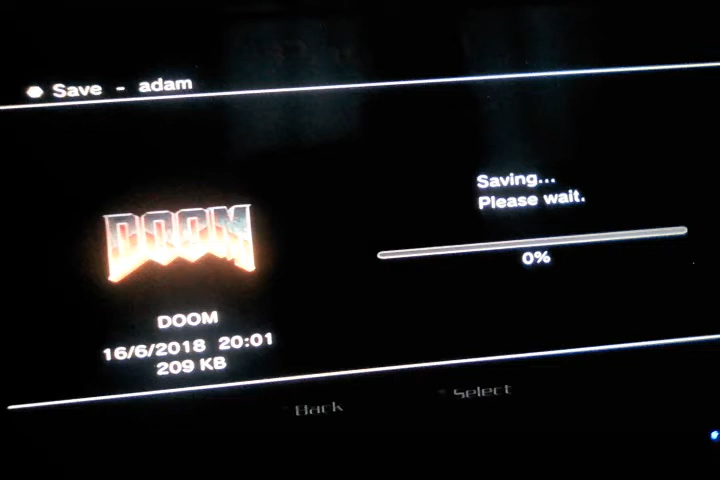 Save - adam
Saving...
Please wait.
0%
DOOM
DOOM
16/6/2018 20:01
209 KB
Back
Select